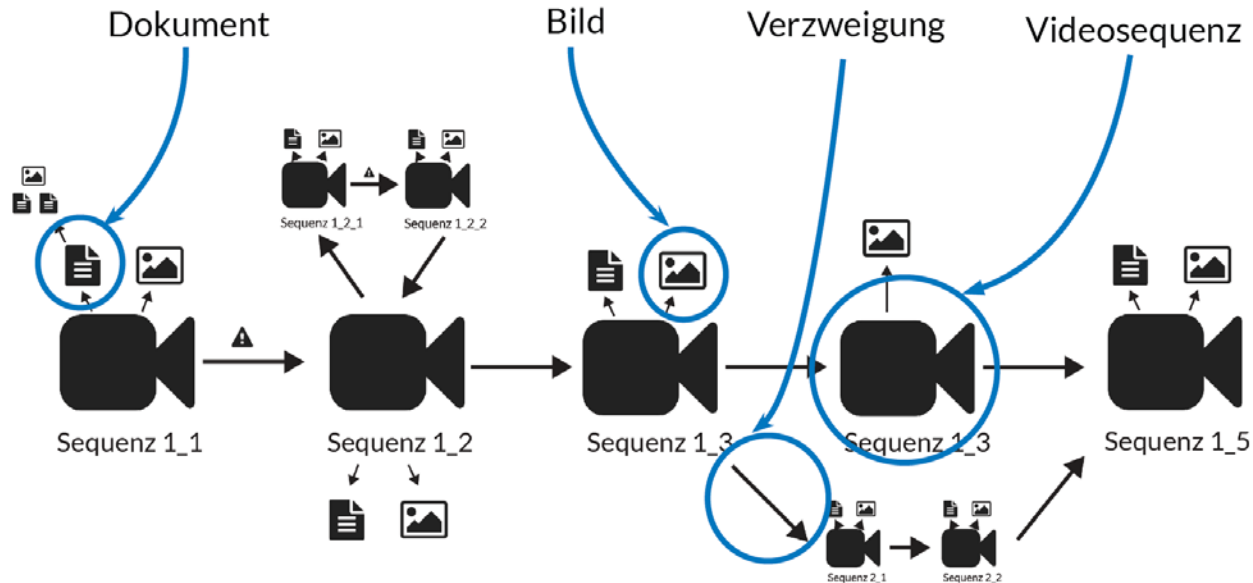 Dokument
Bild
Verzweigung
Videosequenz
Sequenz 1_2_1
Sequenz 1_2_2
Sequenz 1_1
Sequenz 1_2
Sequenz 1_3
Sequenz 1_3
Sequenz 1_5
Sequenz 2_1
Sequenz 2_2